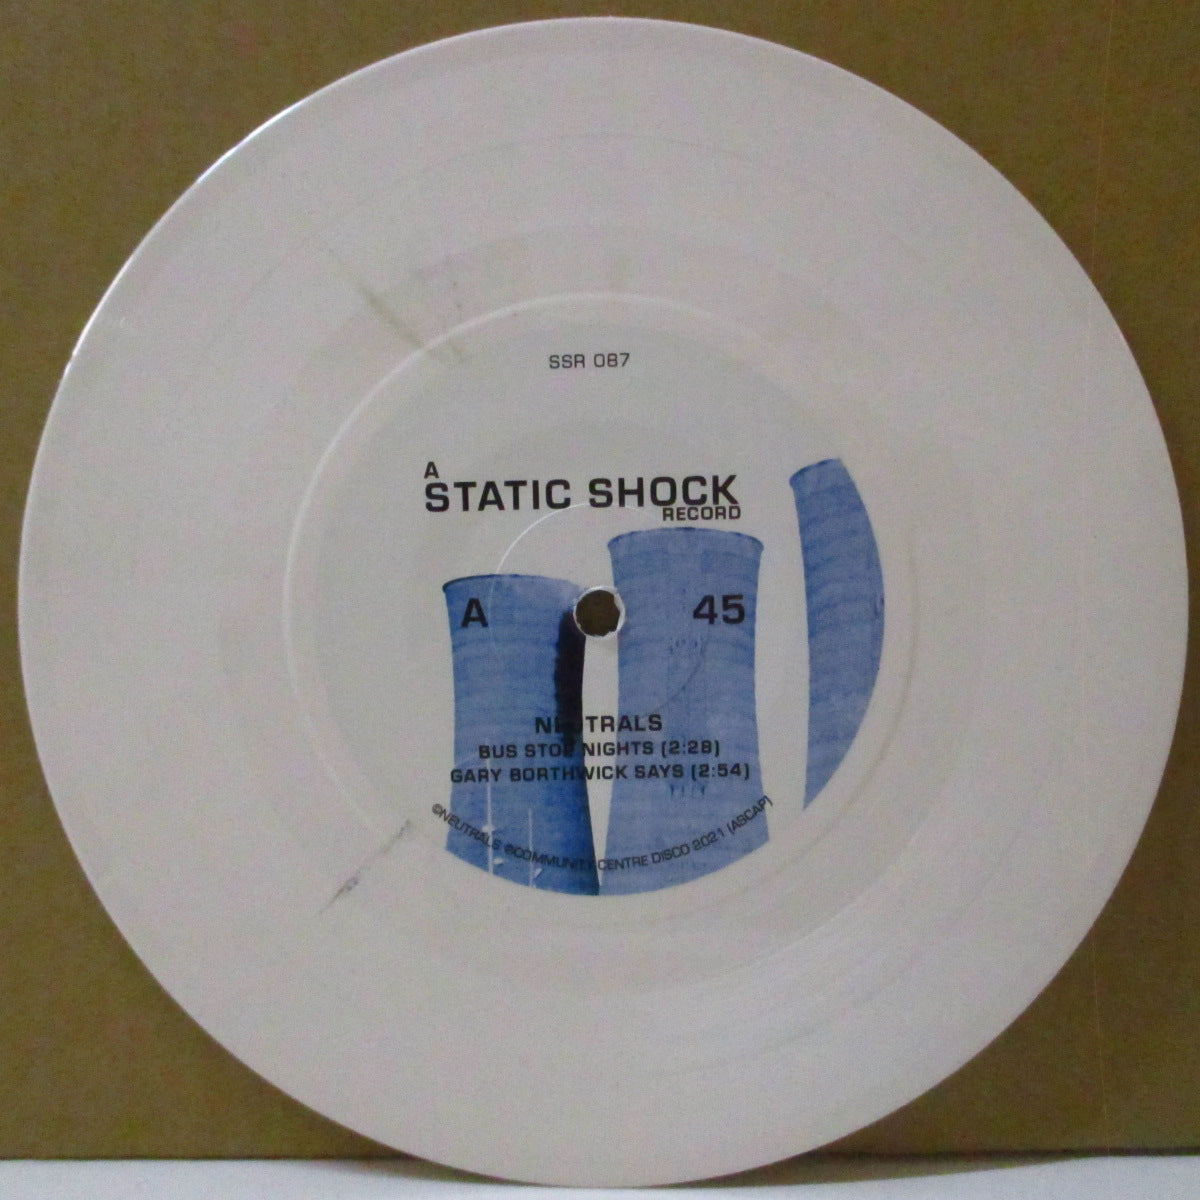 SSR 087
A
STATIC SHOCK
RECORD
A 45
NEUTRALS
BUS STOP NIGHTS (2:28)
GARY BORTHWICK SAYS (2:54)
©NEUTRALS ℗COMMUNITY CENTRE DISCO 2021 (ASCAP)